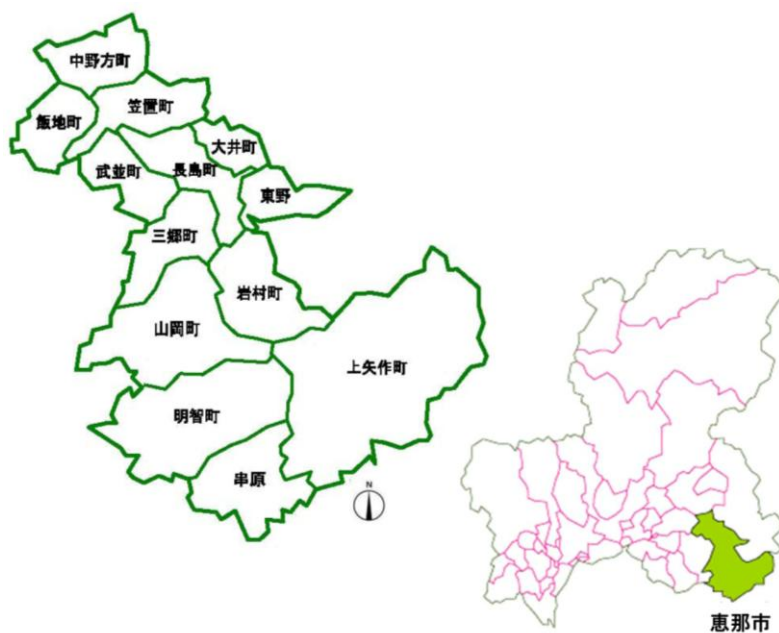 中野方町
笠置町
飯地町
大井町
武並町
長島町
東野
三郷町
岩村町
山岡町
上矢作町
明智町
串原
N
恵那市